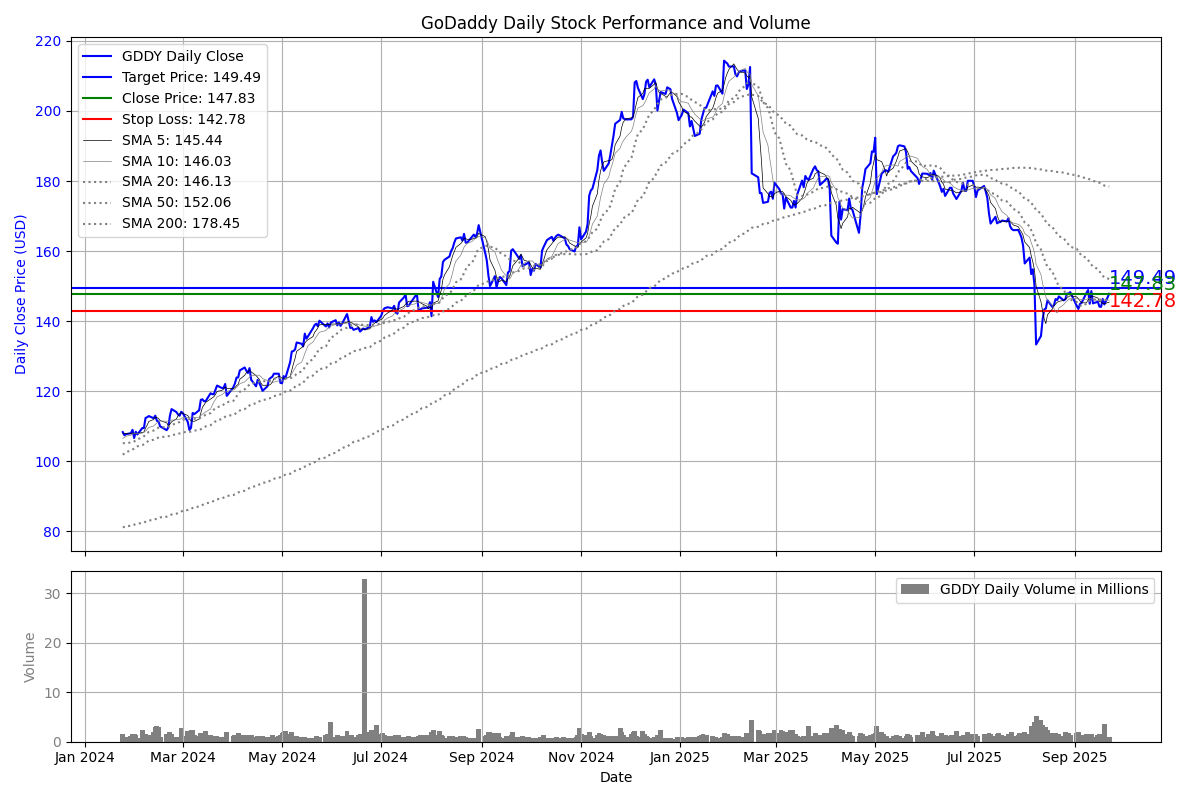 GoDaddy Daily Stock Performance and Volume
GDDY Daily Close
Target Price: 149.49
Close Price: 147.83
Stop Loss: 142.78
SMA 5: 145.44
SMA 10: 146.03
SMA 20: 146.13
SMA 50: 152.06
SMA 200: 178.45
Daily Close Price (USD)
220
200
180
160
140
120
100
80
149.49
147.83
142.78
GDDY Daily Volume in Millions
Volume
30
20
10
0
Jan 2024 Mar 2024 May 2024 Jul 2024 Sep 2024 Nov 2024 Jan 2025 Mar 2025 May 2025 Jul 2025 Sep 2025
Date